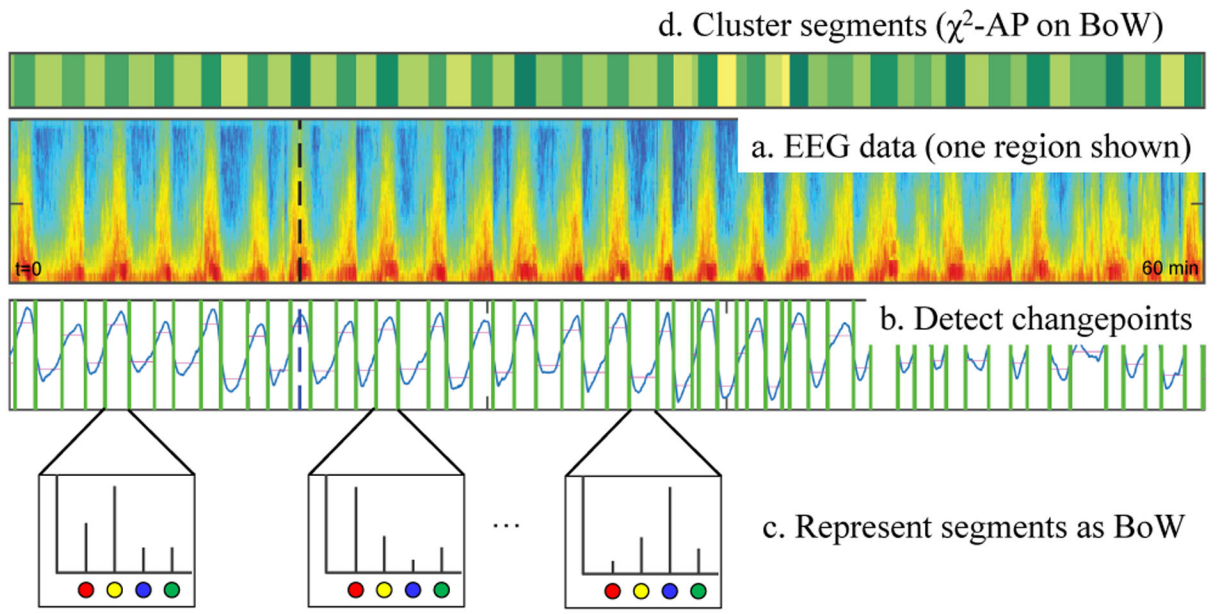 d. Cluster segments (χ²-AP on BoW)
a. EEG data (one region shown)
t=0
60 min
b. Detect changepoints
...
c. Represent segments as BoW